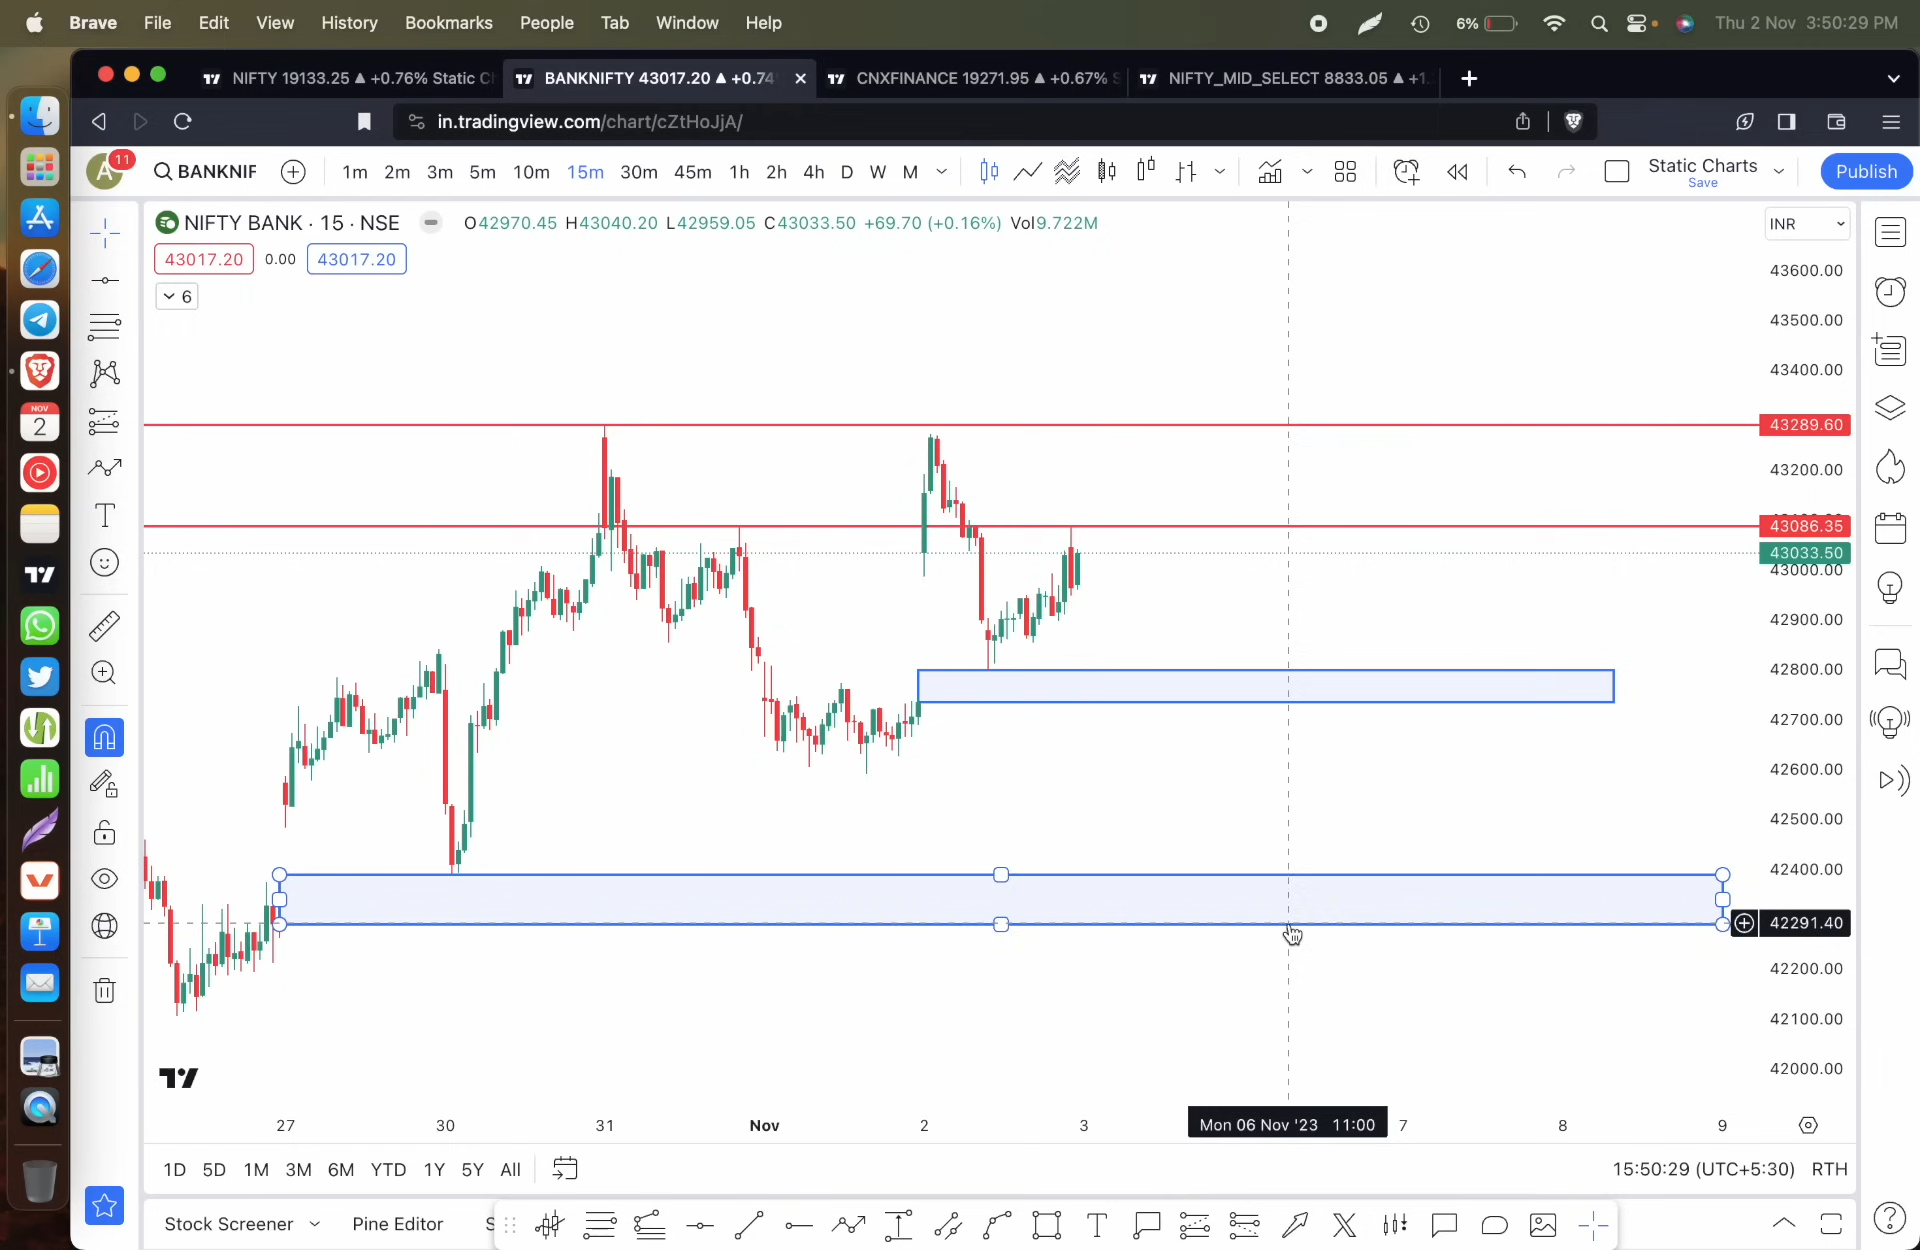 Brave File Edit View History Bookmarks People Tab Window Help 6% Thu 2 Nov 3:50:29 PM
NIFTY 19133.25 ▲ +0.76% Static BANKNIFTY 43017.20 ▲ +0.74 CNXFINANCE 19271.95 ▲ +0.67% NIFTY_MID_SELECT 8833.05 ▲ +1.
in.tradingview.com/chart/cZtHoJjA/
A 11 BANKNIF 1m 2m 3m 5m 10m 15m 30m 45m 1h 2h 4h D W M Static Charts Publish
Save
NIFTY BANK · 15 · NSE O42970.45 H43040.20 L42959.05 C43033.50 +69.70 (+0.16%) Vol9.722M INR
43017.20 0.00 43017.20
6
43600.00
43500.00
43400.00
43289.60
43200.00
43086.35
43033.50
43000.00
42900.00
42800.00
42700.00
42600.00
42500.00
42400.00
42291.40
42200.00
42100.00
42000.00
NOV
2
27 30 31 Nov 2 3 Mon 06 Nov '23 11:00 7 8 9
1D 5D 1M 3M 6M YTD 1Y 5Y All 15:50:29 (UTC+5:30) RTH
Stock Screener Pine Editor